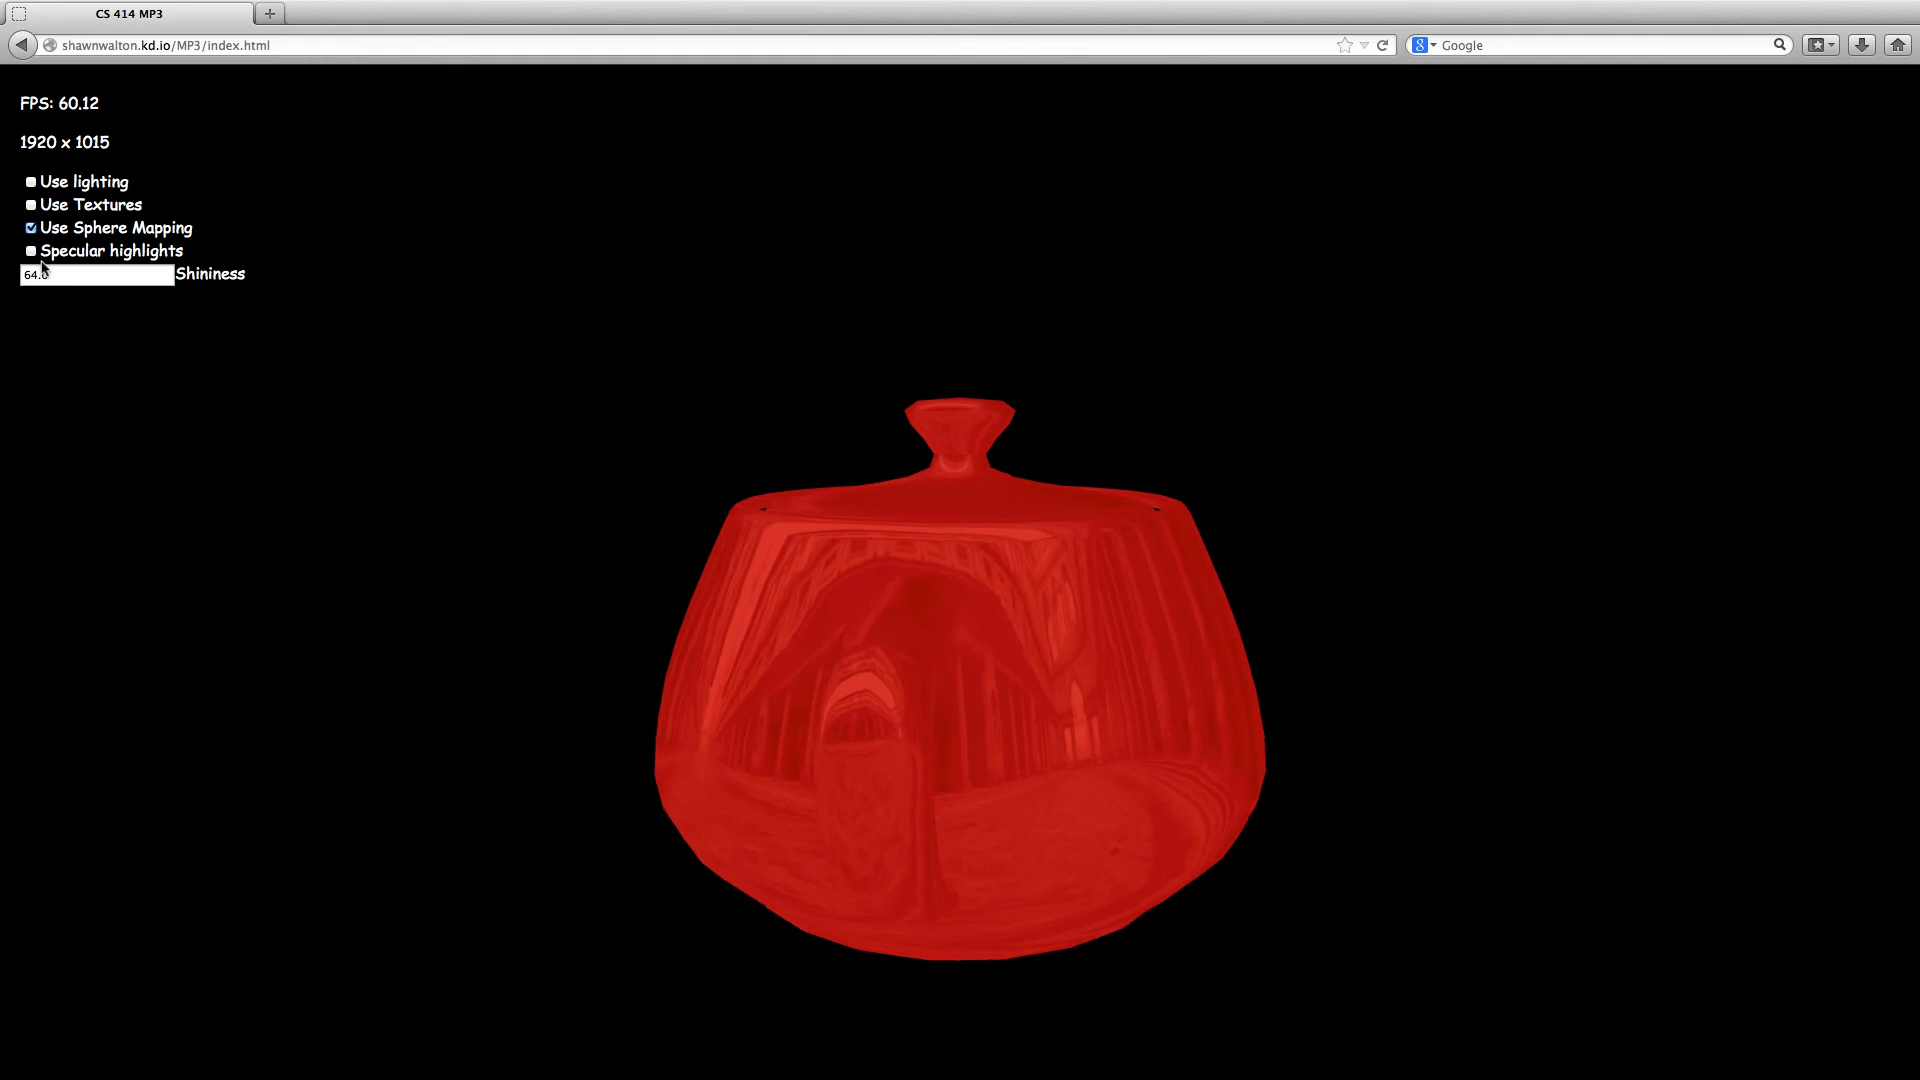 CS 414 MP3
shawnwalton.kd.io/MP3/index.html
Google
FPS: 60.12
1920 x 1015
Use lighting
Use Textures
Use Sphere Mapping
Specular highlights
Shininess